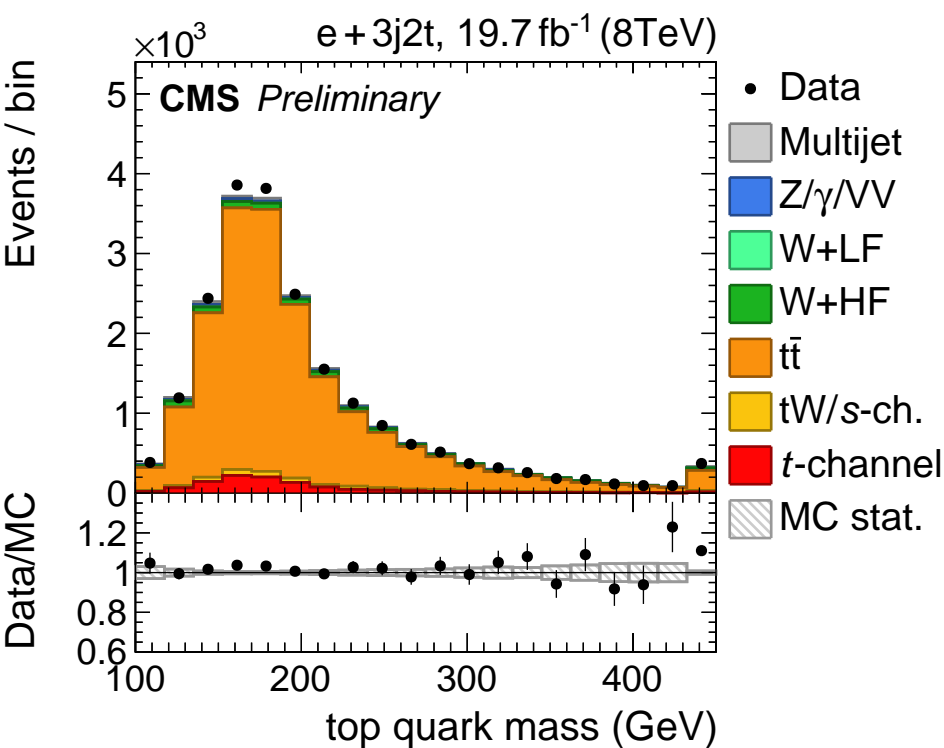 ×10³ e+3j2t, 19.7 fb⁻¹ (8TeV)
CMS Preliminary
Events / bin
5
4
3
2
1
0
Data
Multijet
Z/γ/VV
W+LF
W+HF
tt̄
tW/s-ch.
t-channel
MC stat.
Data/MC
1.2
1
0.8
0.6
100 200 300 400
top quark mass (GeV)